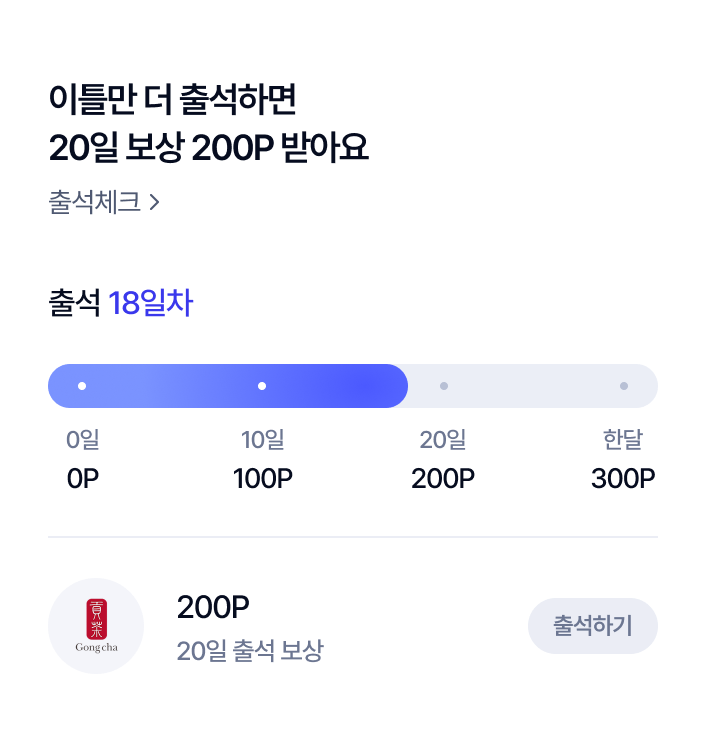 이틀만 더 출석하면
20일 보상 200P 받아요
출석체크 >
출석 18일차
0일 10일 20일 한달
0P 100P 200P 300P
貢茶
Gong cha
200P
20일 출석 보상
출석하기